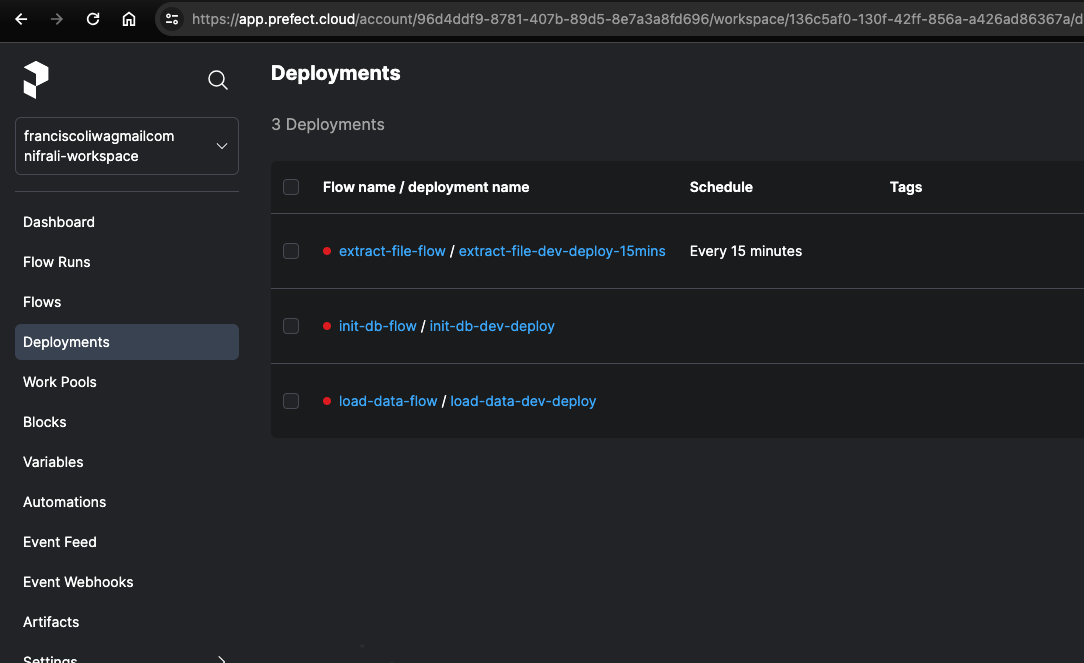 https://app.prefect.cloud/account/96d4ddf9-8781-407b-89d5-8e7a3a8fd696/workspace/136c5af0-130f-42ff-856a-a426ad86367a/d
franciscoliwagmailcom
nifrali-workspace
Dashboard
Flow Runs
Flows
Deployments
Work Pools
Blocks
Variables
Automations
Event Feed
Event Webhooks
Artifacts
Settings
Deployments
3 Deployments
Flow name / deployment name Schedule Tags
extract-file-flow / extract-file-dev-deploy-15mins Every 15 minutes
init-db-flow / init-db-dev-deploy
load-data-flow / load-data-dev-deploy